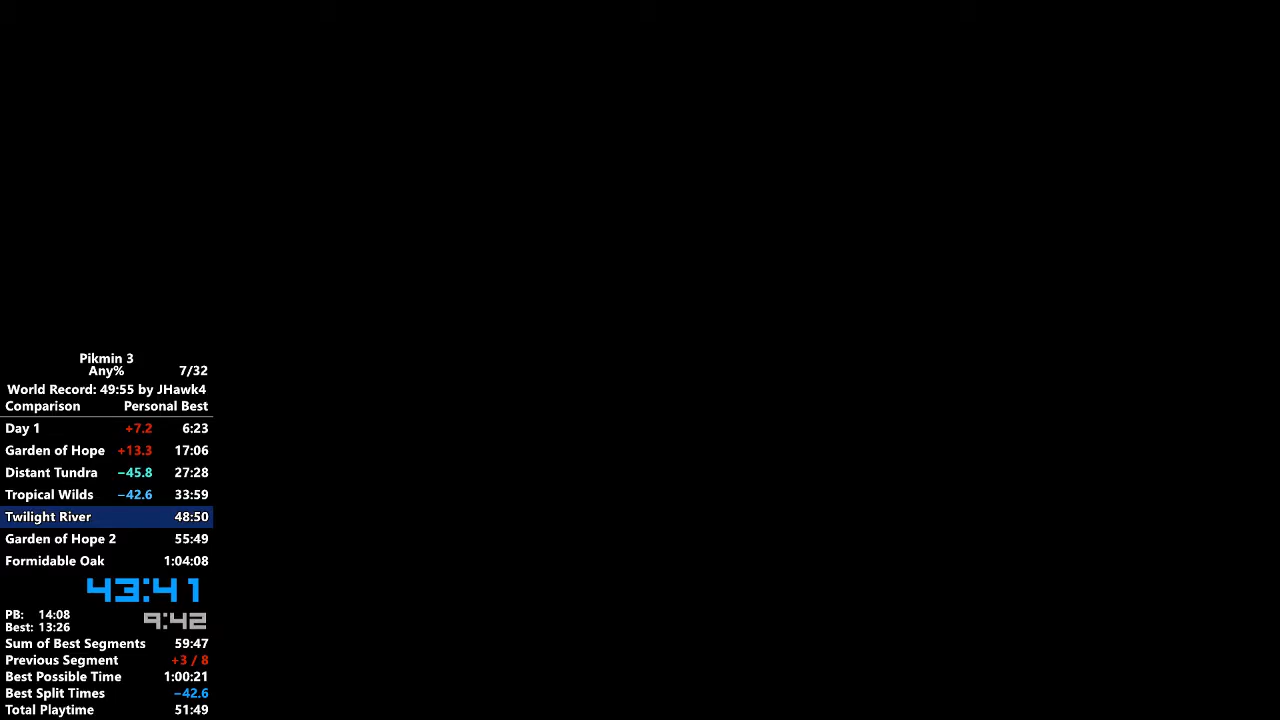 Pikmin 3
Any% 7/32
World Record: 49:55 by JHawk4
Comparison Personal Best
Day 1 +7.2 6:23
Garden of Hope +13.3 17:06
Distant Tundra −45.8 27:28
Tropical Wilds −42.6 33:59
Twilight River 48:50
Garden of Hope 2 55:49
Formidable Oak 1:04:08
43:41
PB: 14:08 9:42
Best: 13:26
Sum of Best Segments 59:47
Previous Segment +3 / 8
Best Possible Time 1:00:21
Best Split Times −42.6
Total Playtime 51:49